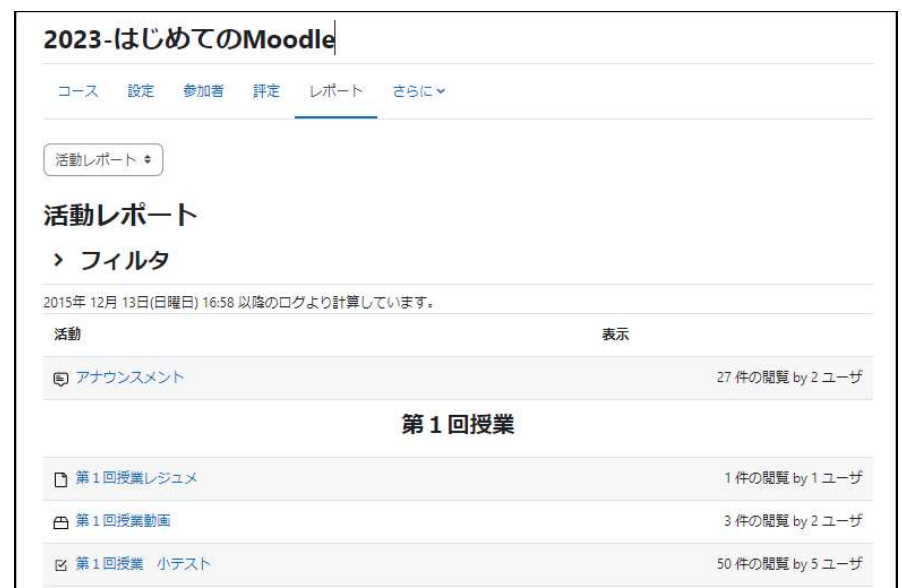 2023-はじめてのMoodle
コース 設定 参加者 評定 レポート さらに
活動レポート
活動レポート
フィルタ
2015年 12月 13日(日曜日) 16:58 以降のログより計算しています。
活動 表示
アナウンスメント 27 件の閲覧 by 2 ユーザ
第１回授業
第１回授業レジュメ 1 件の閲覧 by 1 ユーザ
第１回授業動画 3 件の閲覧 by 2 ユーザ
第１回授業　小テスト 50 件の閲覧 by 5 ユーザ